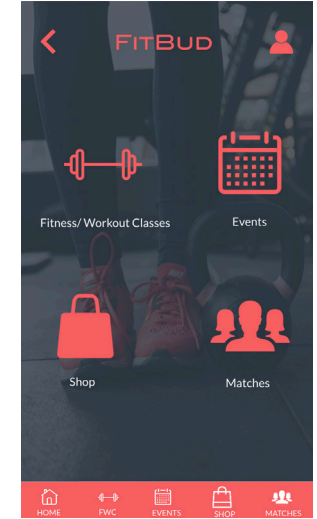 FITBUD
Fitness/ Workout Classes
Events
Shop
Matches
HOME
FWC
EVENTS
SHOP
MATCHES